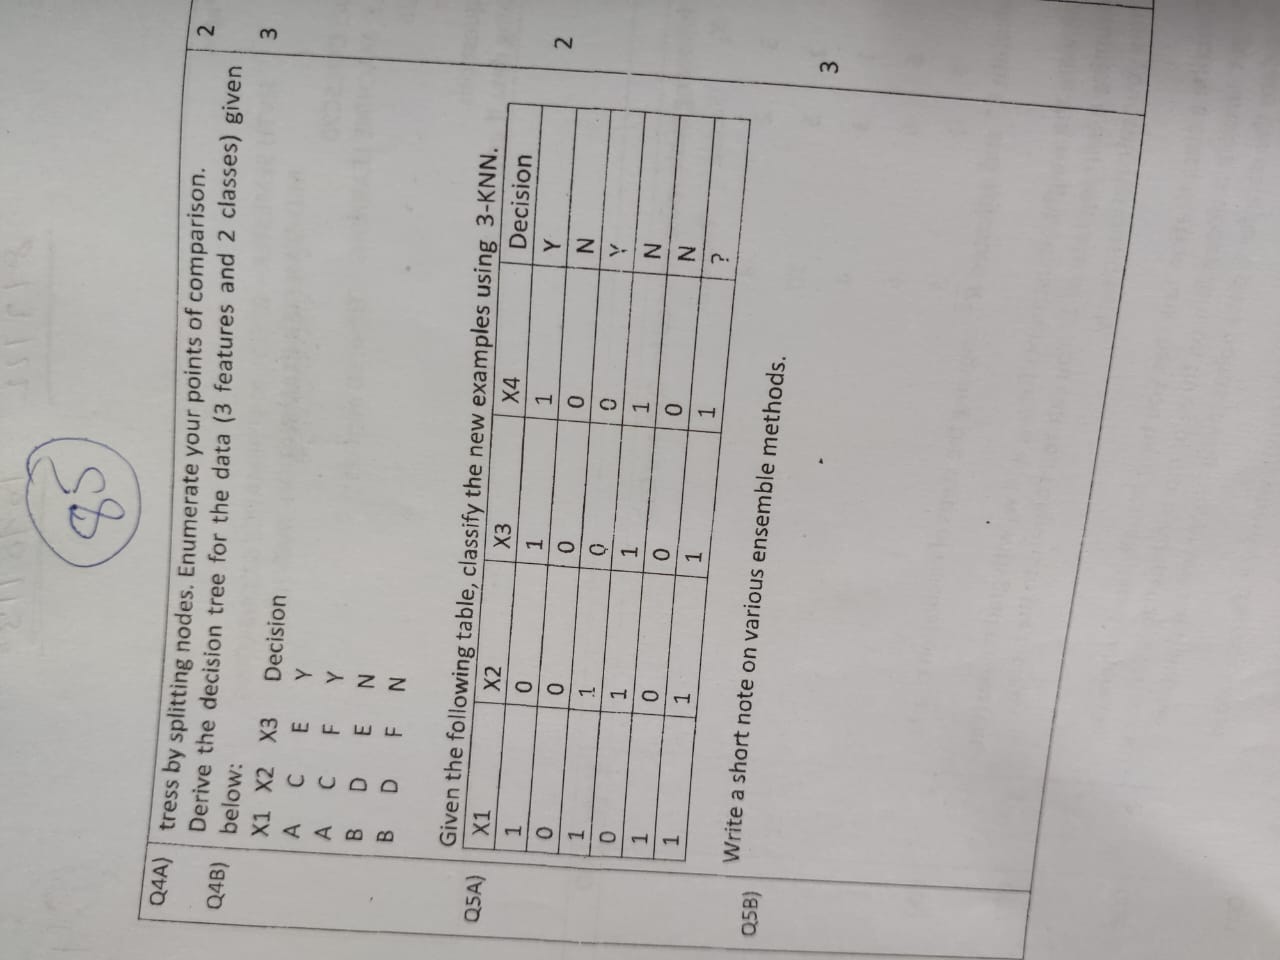 85
Q4A) tress by splitting nodes. Enumerate your points of comparison. 2
Q4B) Derive the decision tree for the data (3 features and 2 classes) given 3
below:
X1 X2 X3 Decision
A C E Y
A C F Y
B D E N
B D F N
Q5A) Given the following table, classify the new examples using 3-KNN. 2
X1 X2 X3 X4 Decision
1 0 1 1 Y
0 0 0 0 N
1 1 0 0 Y
0 1 1 1 N
1 0 0 0 N
1 1 1 1 ?
Q5B) Write a short note on various ensemble methods. 3